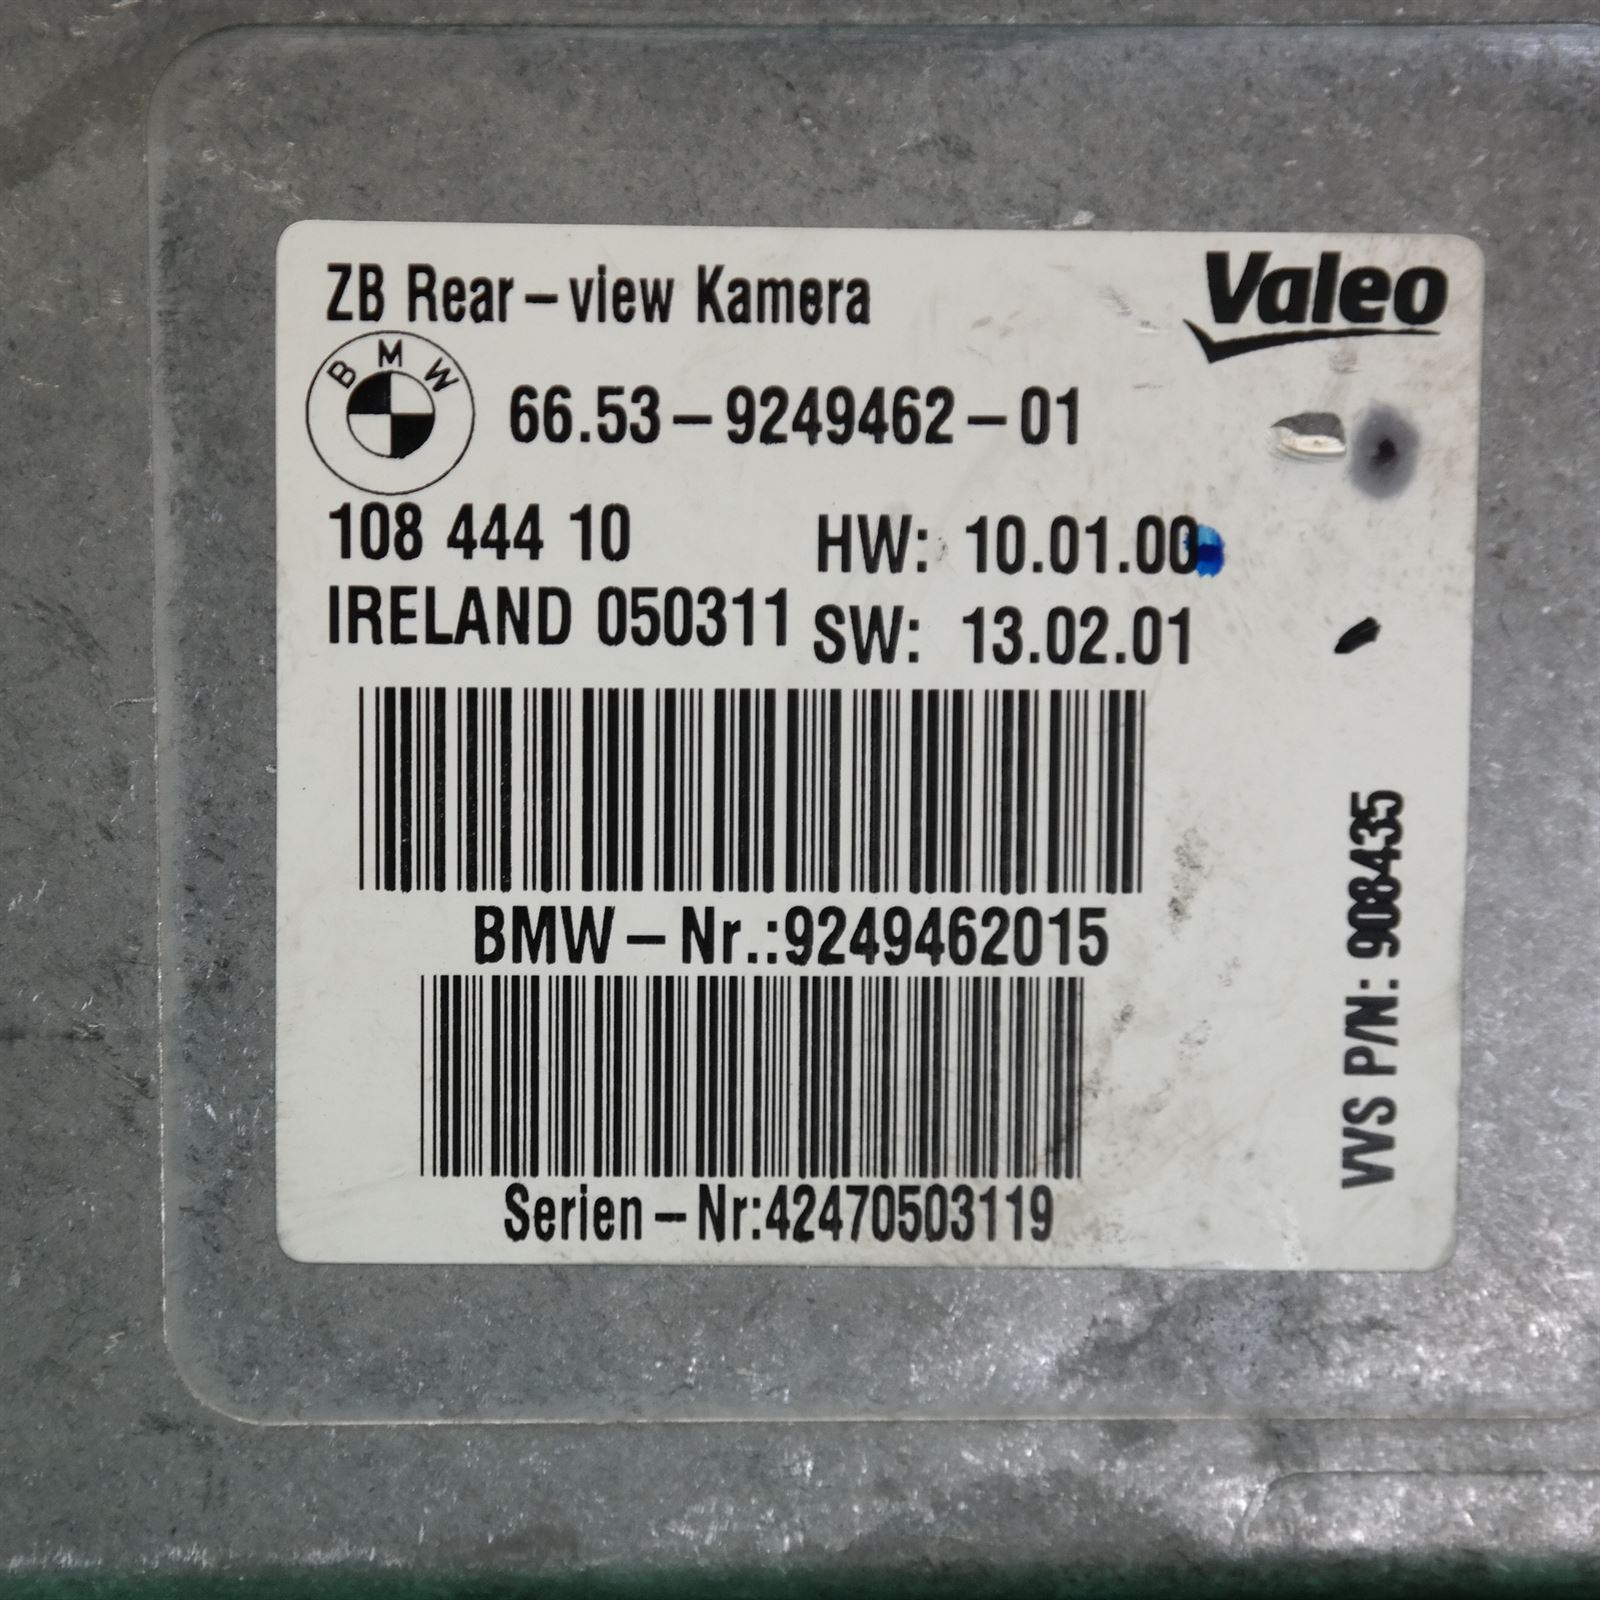 ZB Rear-view Kamera
Valeo
BMW
66.53-9249462-01
108 444 10
HW: 10.01.00
IRELAND 050311
SW: 13.02.01
BMW-Nr.:9249462015
Serien-Nr:42470503119
VVS P/N: 908435